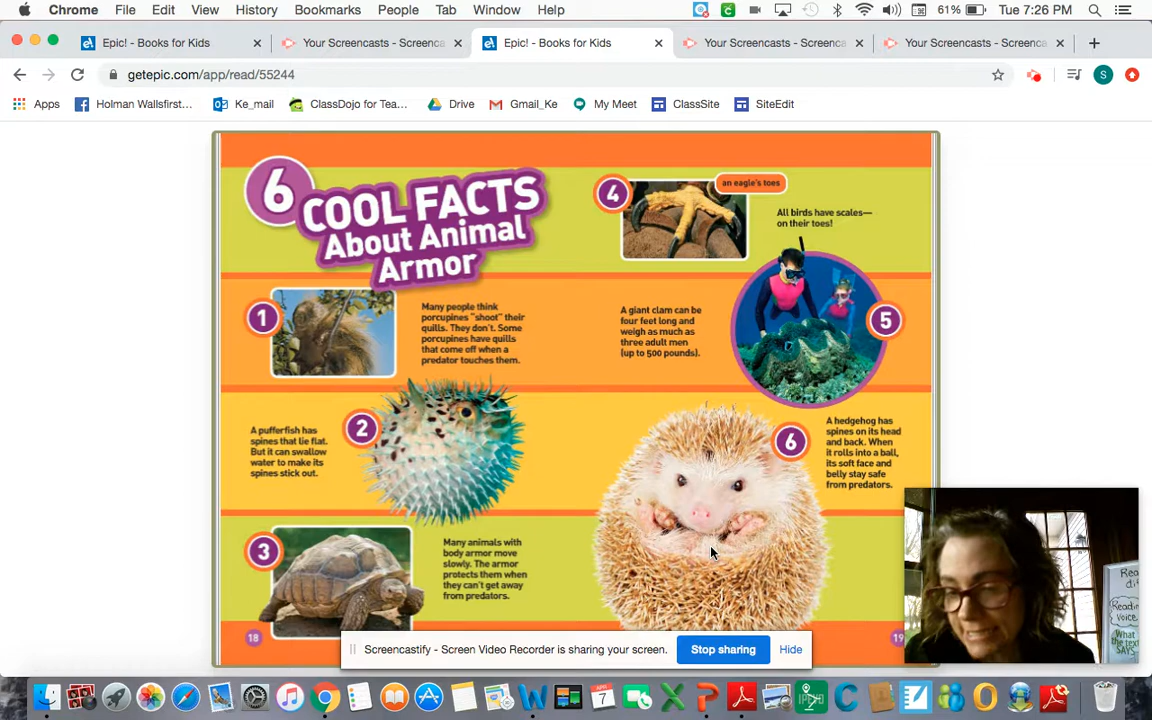 Chrome File Edit View History Bookmarks People Tab Window Help 61% Tue 7:26 PM
Epic! - Books for Kids × Your Screencasts - Screenca × Epic! - Books for Kids × Your Screencasts - Screenca × Your Screencasts - Screenca × +
getepic.com/app/read/55244 S
Apps Holman Wallsfirst... Ke_mail ClassDojo for Tea... Drive Gmail_Ke My Meet ClassSite SiteEdit
6
COOL FACTS
About Animal
Armor
1
Many people think
porcupines "shoot" their
quills. They don't. Some
porcupines have quills
that come off when a
predator touches them.
2
A pufferfish has
spines that lie flat.
But it can swallow
water to make its
spines stick out.
3
Many animals with
body armor move
slowly. The armor
protects them when
they can't get away
from predators.
18
4
an eagle's toes
All birds have scales—
on their toes!
A giant clam can be
four feet long and
weigh as much as
three adult men
(up to 500 pounds).
5
6
A hedgehog has
spines on its head
and back. When
it rolls into a ball,
its soft face and
belly stay safe
from predators.
19
Reading
Voice
What
the text
SAYS
Screencastify - Screen Video Recorder is sharing your screen. Stop sharing Hide
APR
7